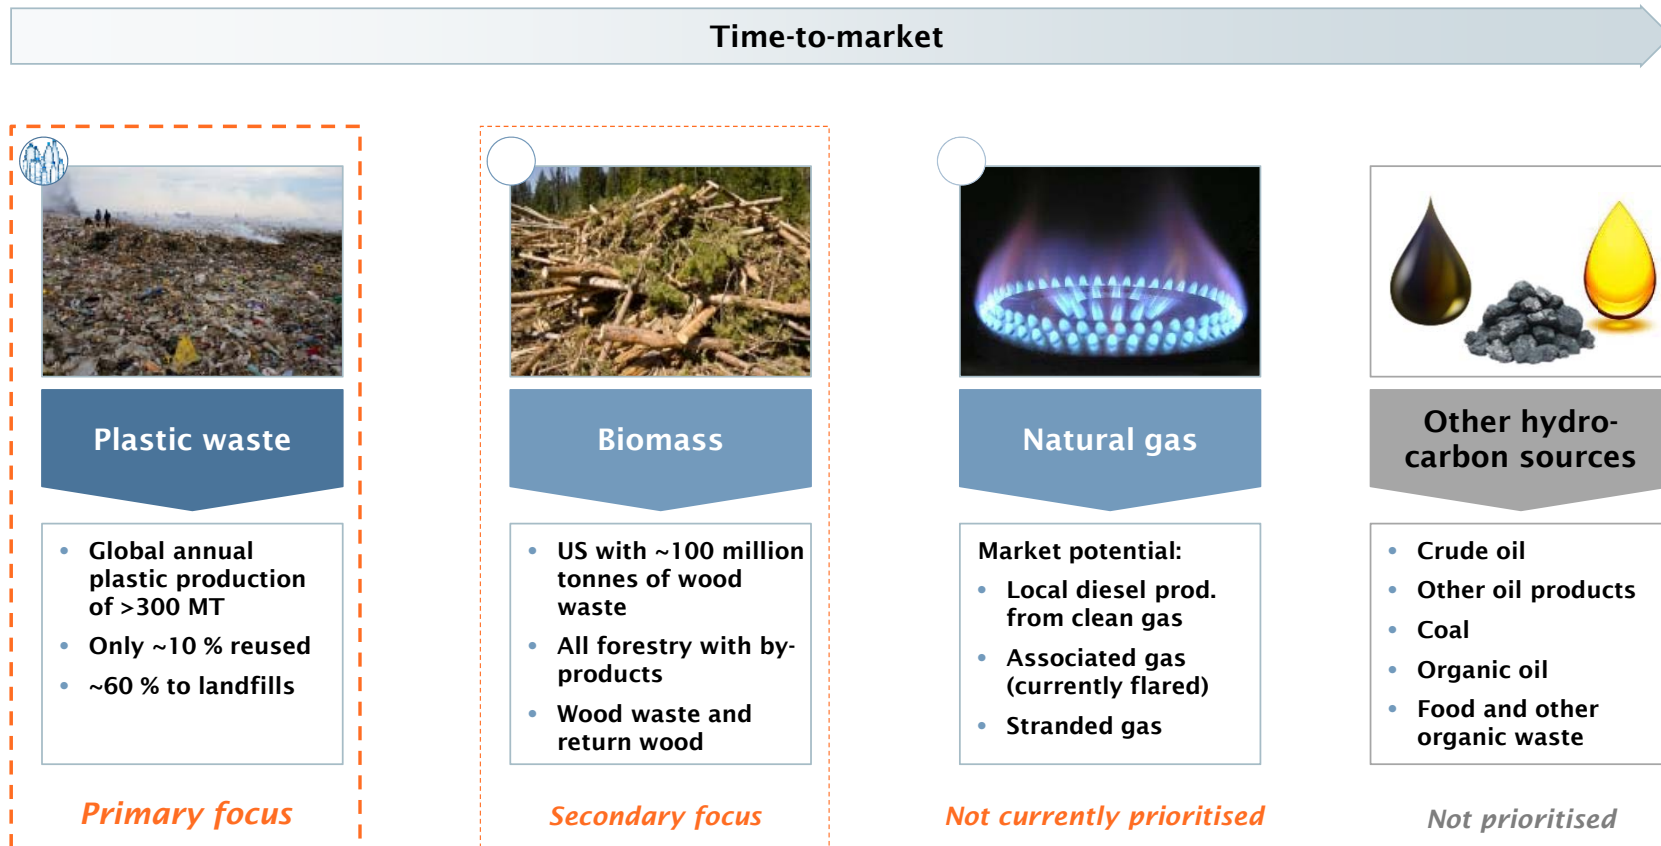 Time-to-market
Plastic waste
• Global annual
plastic production
of >300 MT
• Only ~10 % reused
• ~60 % to landfills
Primary focus
Biomass
• US with ~100 million
tonnes of wood
waste
• All forestry with by-
products
• Wood waste and
return wood
Secondary focus
Natural gas
Market potential:
• Local diesel prod.
from clean gas
• Associated gas
(currently flared)
• Stranded gas
Not currently prioritised
Other hydro-
carbon sources
• Crude oil
• Other oil products
• Coal
• Organic oil
• Food and other
organic waste
Not prioritised